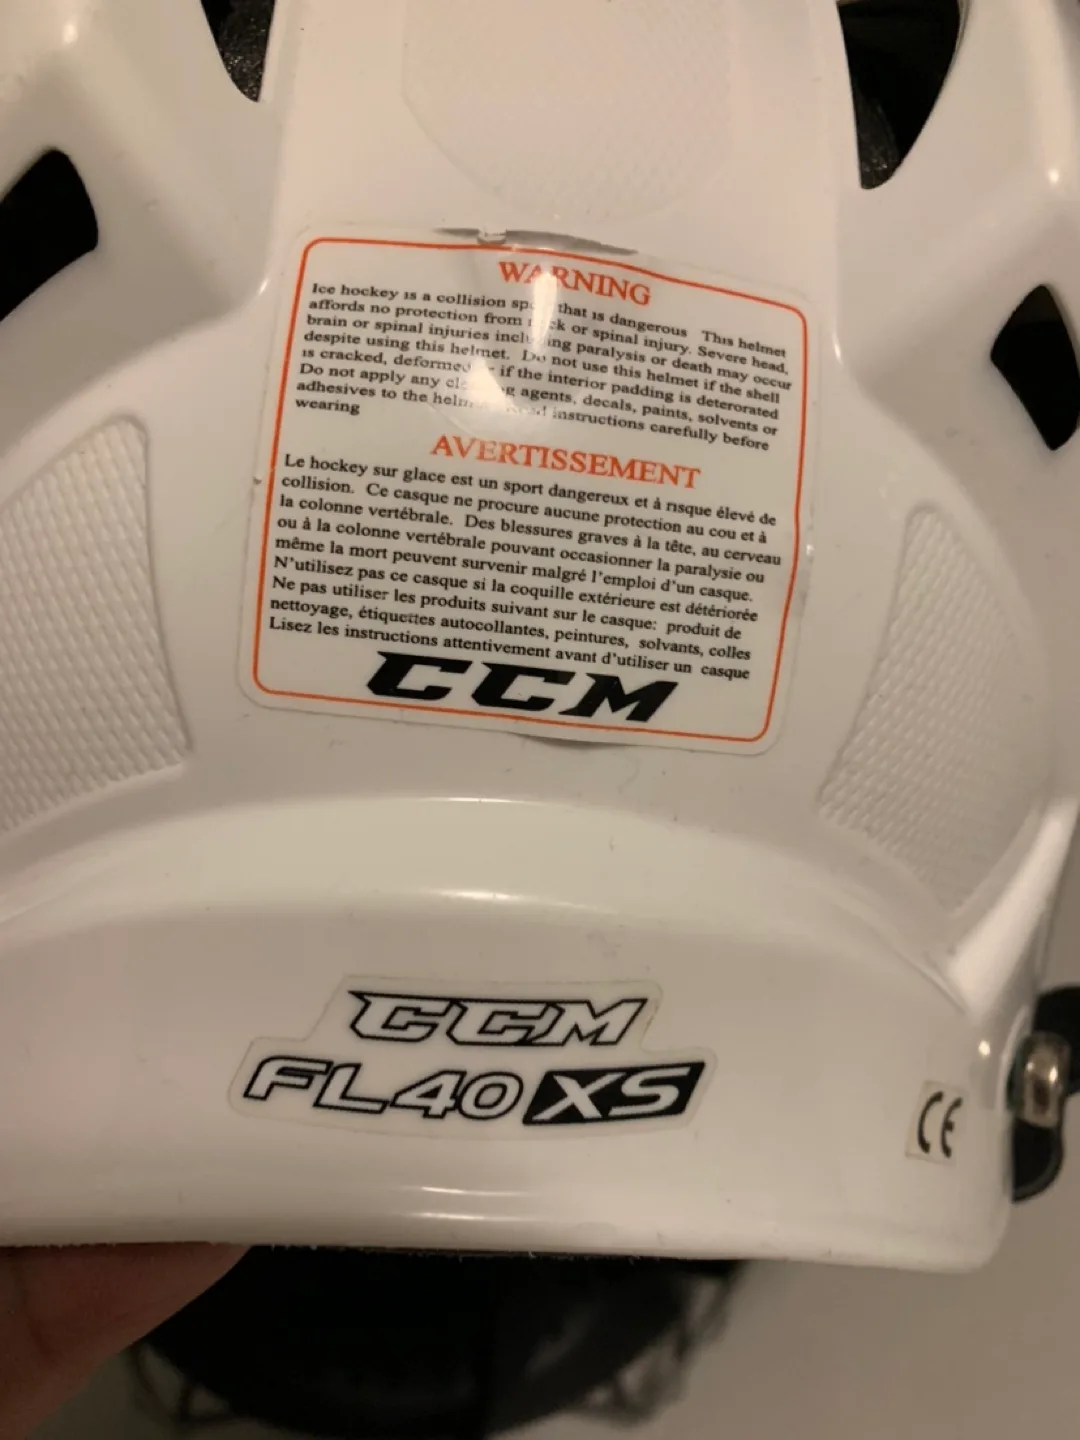 WARNING
Ice hockey is a collision that is dangerous This helmet
affords no protection from or spinal injury. Severe head,
brain or spinal injuries paralysis or death may occur
despite using this helmet. Do not use this helmet if the shell
is cracked, deformed if the interior padding is deterorated
Do not apply any agents, decals, paints, solvents or
adhesives to the instructions carefully before
wearing
AVERTISSEMENT
Le hockey sur glace est un sport dangereux et à risque élevé de
collision. Ce casque ne procure aucune protection au cou et à
la colonne vertébrale. Des blessures graves à la tête, au cerveau
ou à la colonne vertébrale pouvant occasionner la paralysie ou
même la mort peuvent survenir malgré l'emploi d'un casque.
N'utilisez pas ce casque si la coquille extérieure est détériorée
Ne pas utiliser les produits suivant sur le casque: produit de
nettoyage, étiquettes autocollantes, peintures, solvants, colles
Lisez les instructions attentivement avant d'utiliser un casque
CCM
CCM
FL40 XS
CE